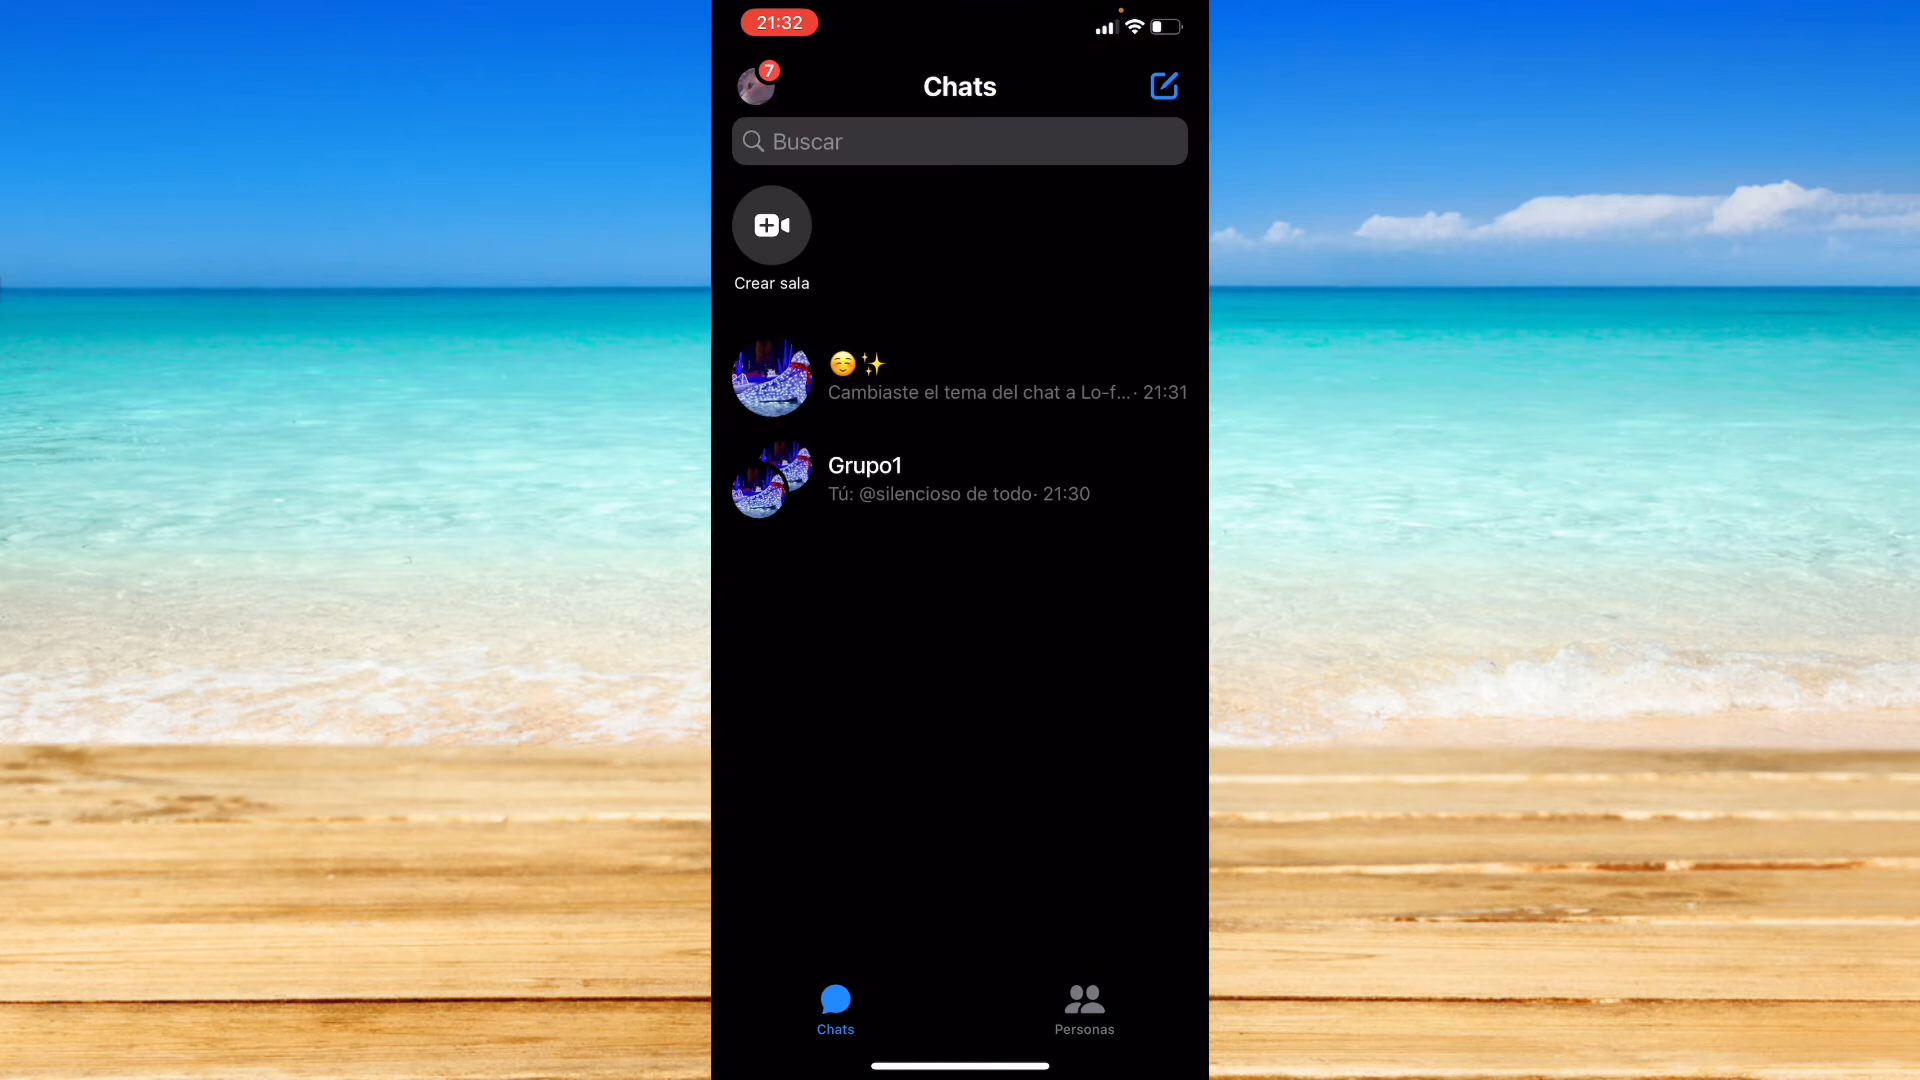 21:32
7
Chats
Buscar
Crear sala
☺️✨
Cambiaste el tema del chat a Lo-f...· 21:31
Grupo1
Tú: @silencioso de todo· 21:30
Chats
Personas